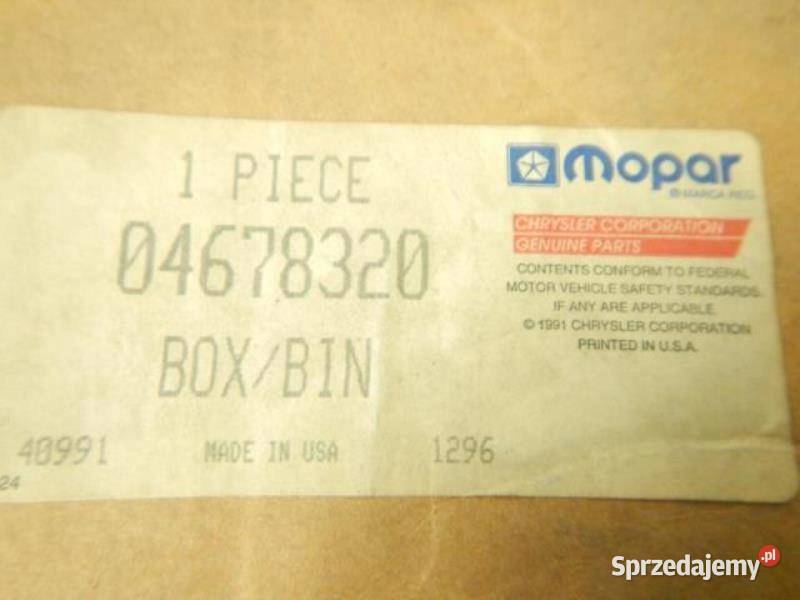 1 PIECE
04678320
BOX/BIN
40991 MADE IN USA 1296
24
mopar
® MARCA REG.
CHRYSLER CORPORATION
GENUINE PARTS
CONTENTS CONFORM TO FEDERAL
MOTOR VEHICLE SAFETY STANDARDS.
IF ANY ARE APPLICABLE.
© 1991 CHRYSLER CORPORATION
PRINTED IN U.S.A.
Sprzedajemy.pl